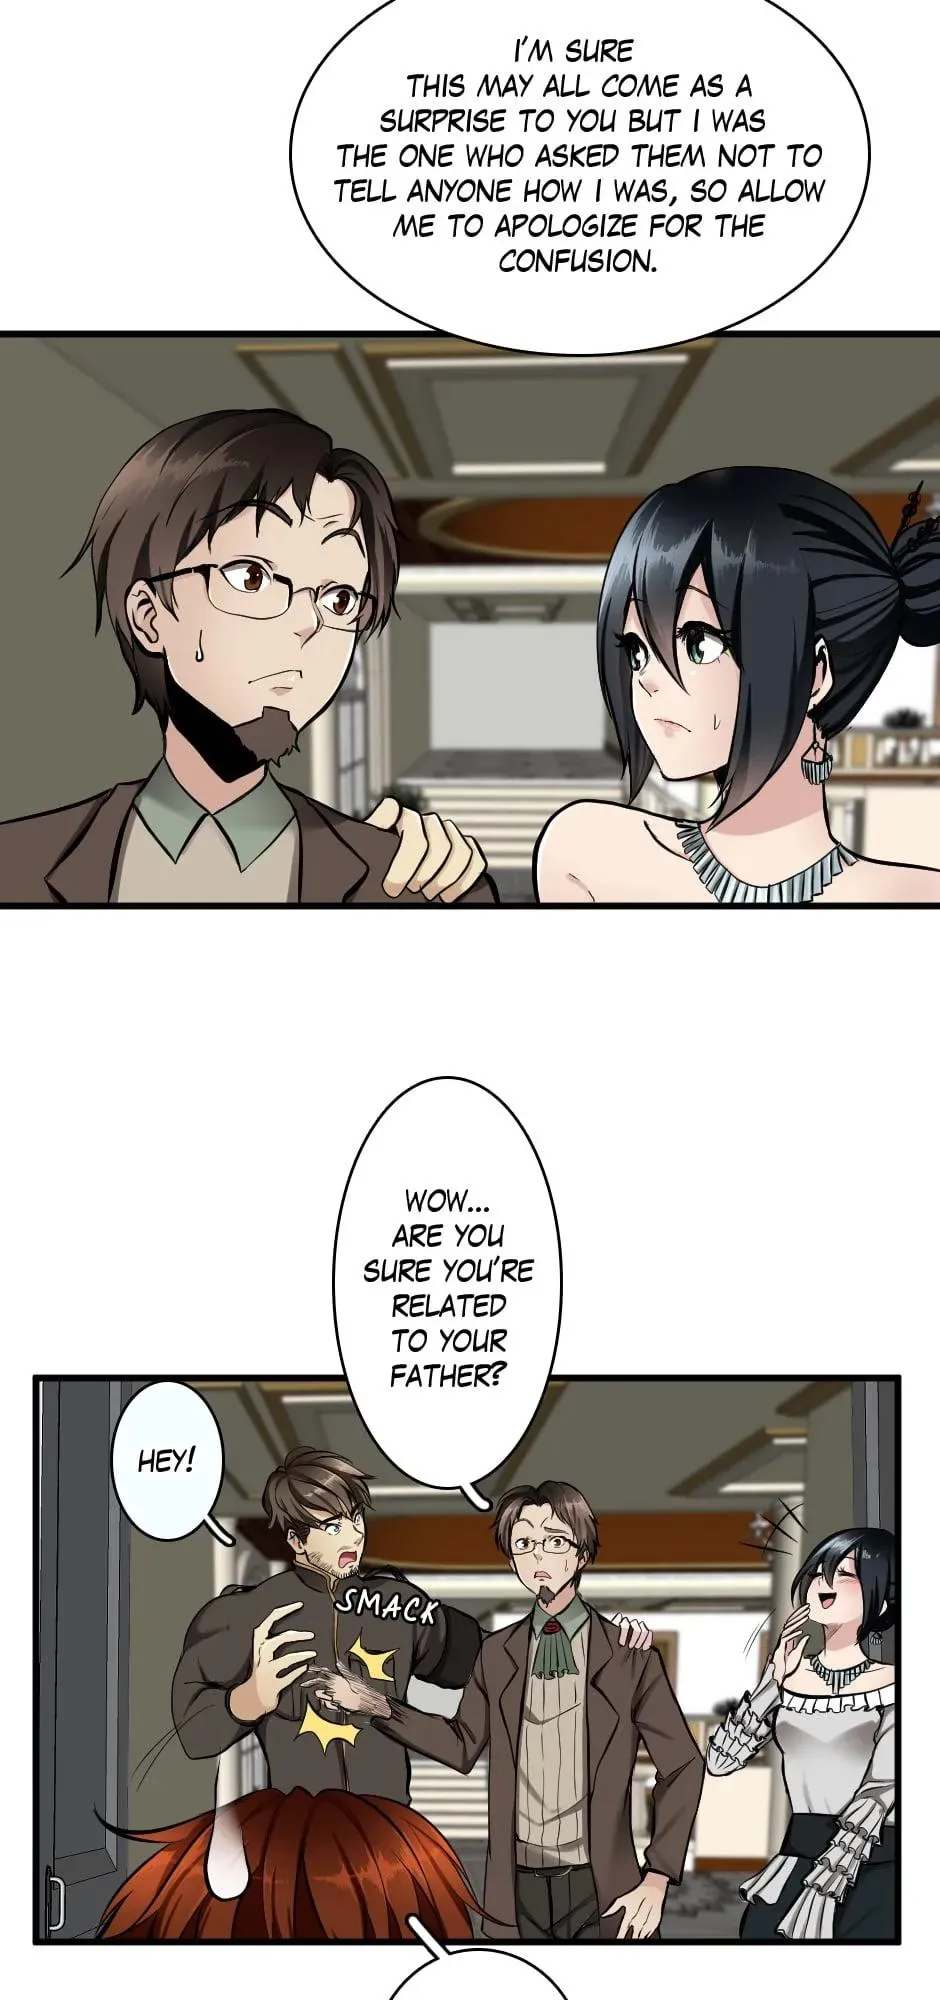 I'M SURE
THIS MAY ALL COME AS A
SURPRISE TO YOU BUT I WAS
THE ONE WHO ASKED THEM NOT TO
TELL ANYONE HOW I WAS, SO ALLOW
ME TO APOLOGIZE FOR THE
CONFUSION.
WOW...
ARE YOU
SURE YOU'RE
RELATED
TO YOUR
FATHER?
HEY!
SMACK